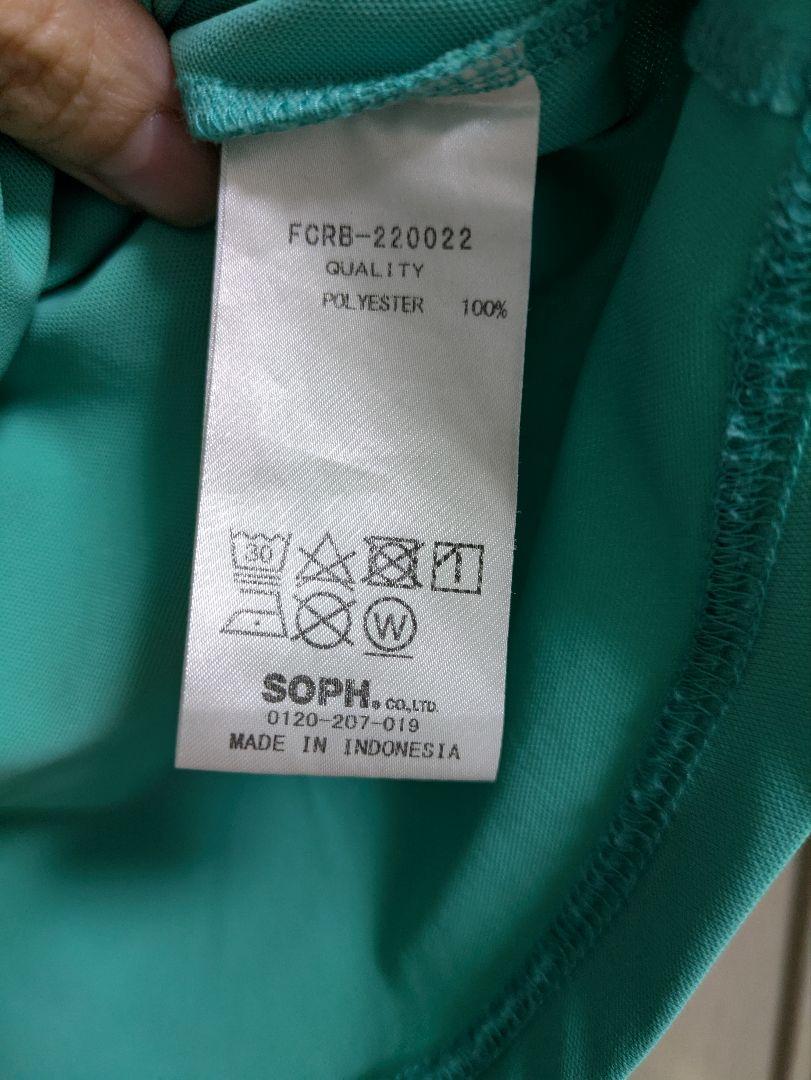 FCRB-220022
QUALITY
POLYESTER 100%
30
W
SOPH. CO.,LTD.
0120-207-019
MADE IN INDONESIA